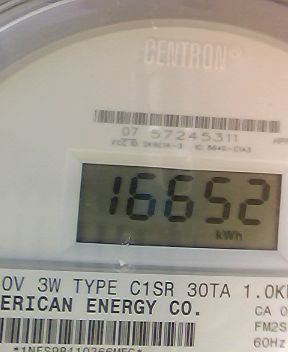 CENTRON®
07 57245311
16652
kWh
0V 3W TYPE C1SR 30TA 1.0K
ERICAN ENERGY CO.
CA 0
FM2S
60Hz